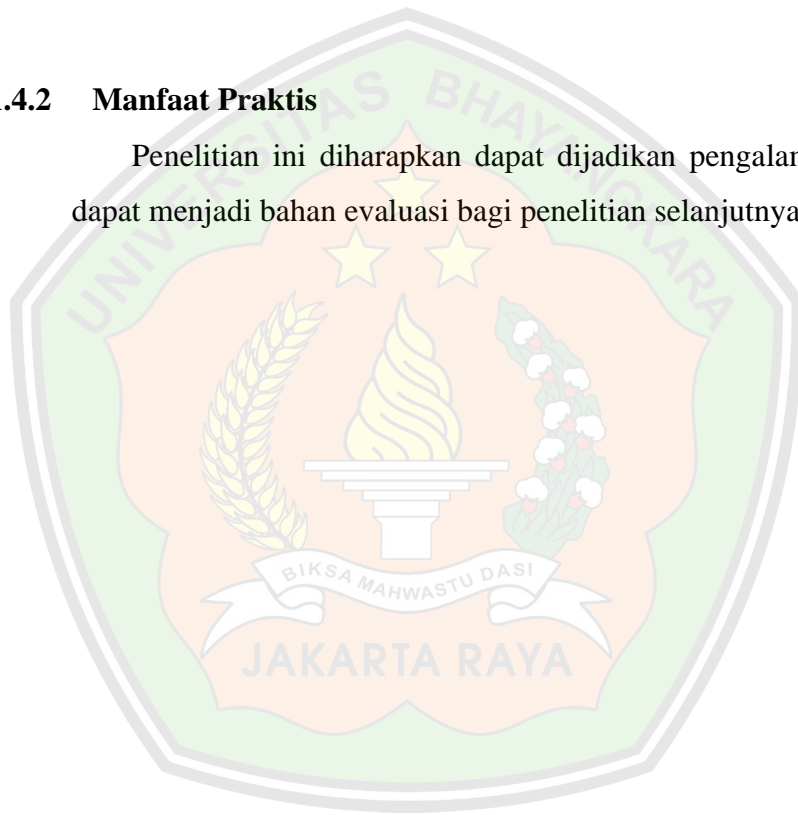 .4.2 Manfaat Praktis
Penelitian ini diharapkan dapat dijadikan
dapat menjadi bahan evaluasi bagi penelitian selanjutnya
UNIVERSITAS BHAYANGKARA
BIKSA MAHWASTU DASI
JAKARTA RAYA